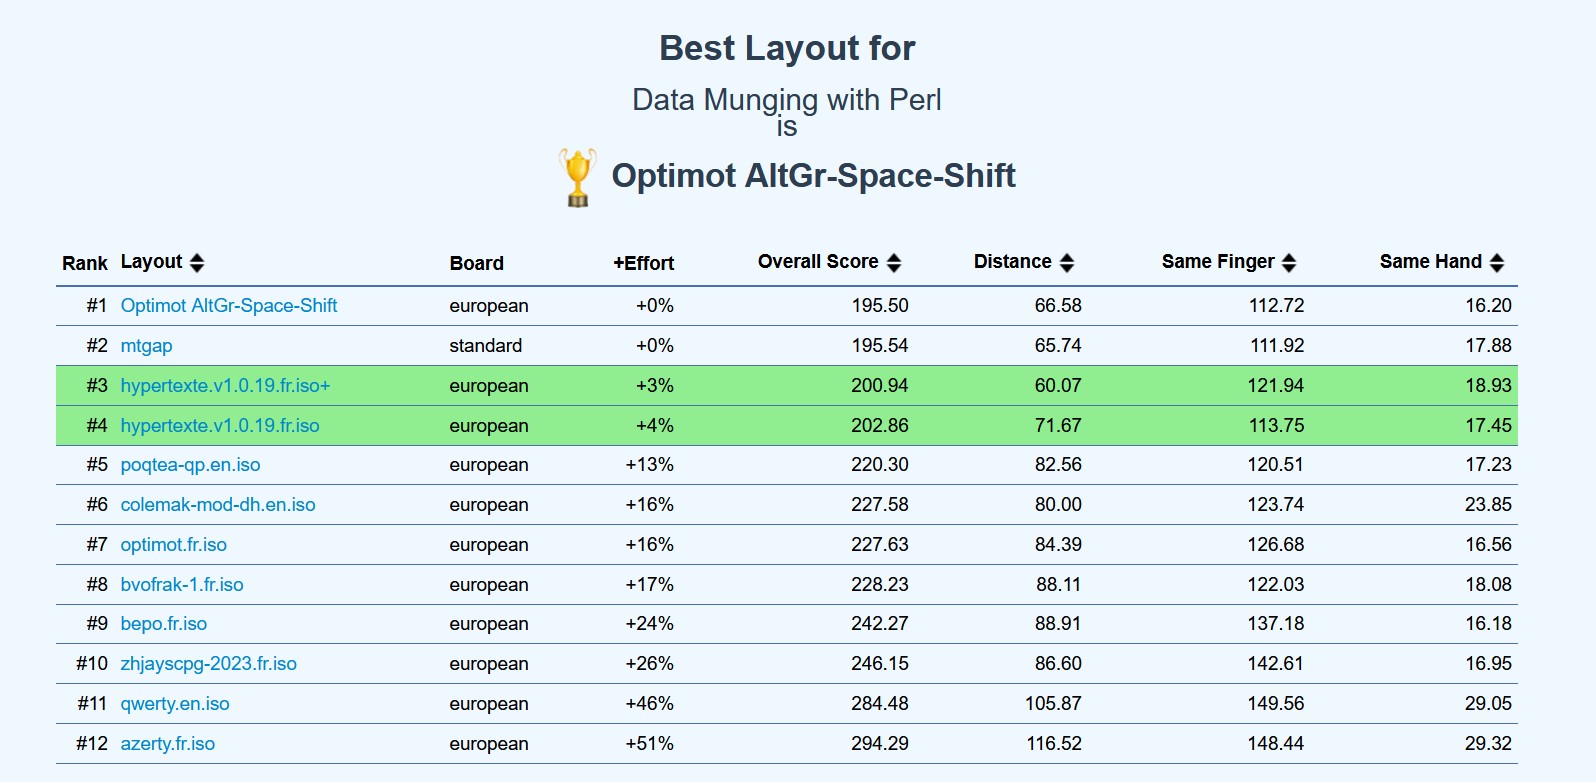 Best Layout for
Data Munging with Perl
is
Optimot AltGr-Space-Shift
Rank Layout Board +Effort Overall Score Distance Same Finger Same Hand
#1 Optimot AltGr-Space-Shift european +0% 195.50 66.58 112.72 16.20
#2 mtgap standard +0% 195.54 65.74 111.92 17.88
#3 hypertexte.v1.0.19.fr.iso+ european +3% 200.94 60.07 121.94 18.93
#4 hypertexte.v1.0.19.fr.iso european +4% 202.86 71.67 113.75 17.45
#5 poqtea-qp.en.iso european +13% 220.30 82.56 120.51 17.23
#6 colemak-mod-dh.en.iso european +16% 227.58 80.00 123.74 23.85
#7 optimot.fr.iso european +16% 227.63 84.39 126.68 16.56
#8 bvofrak-1.fr.iso european +17% 228.23 88.11 122.03 18.08
#9 bepo.fr.iso european +24% 242.27 88.91 137.18 16.18
#10 zhjayscpg-2023.fr.iso european +26% 246.15 86.60 142.61 16.95
#11 qwerty.en.iso european +46% 284.48 105.87 149.56 29.05
#12 azerty.fr.iso european +51% 294.29 116.52 148.44 29.32